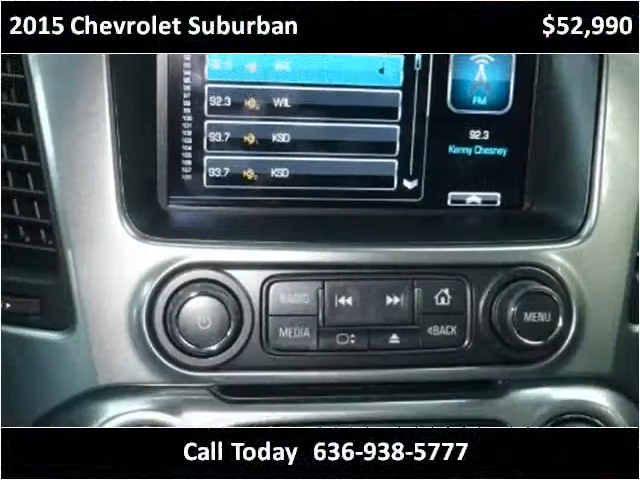 2015 Chevrolet Suburban $52,990
92.3 WIL
FM
93.7 KSD
92.3
Kenny Chesney
93.7 KSD
RADIO
MEDIA
<BACK
MENU
Call Today 636-938-5777